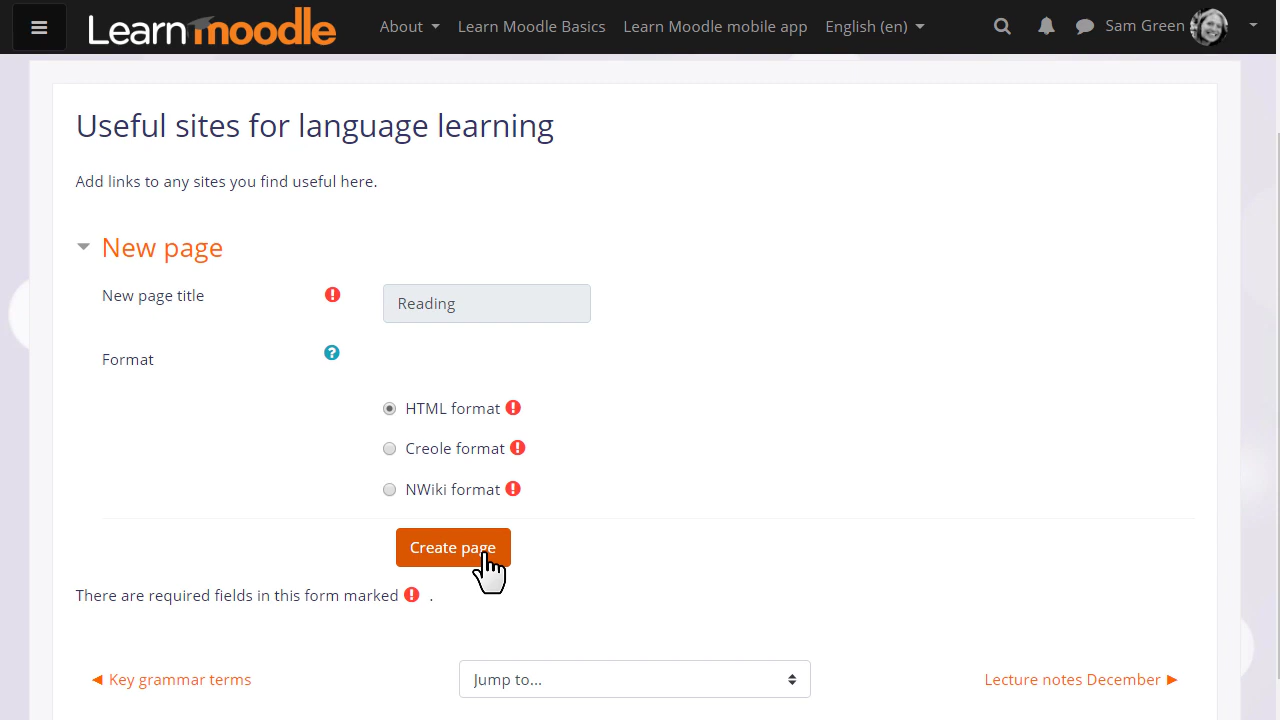 Learn moodle About Learn Moodle Basics Learn Moodle mobile app English (en) Sam Green
Useful sites for language learning
Add links to any sites you find useful here.
New page
New page title Reading
Format
HTML format
Creole format
NWiki format
Create page
There are required fields in this form marked .
Key grammar terms Jump to... Lecture notes December